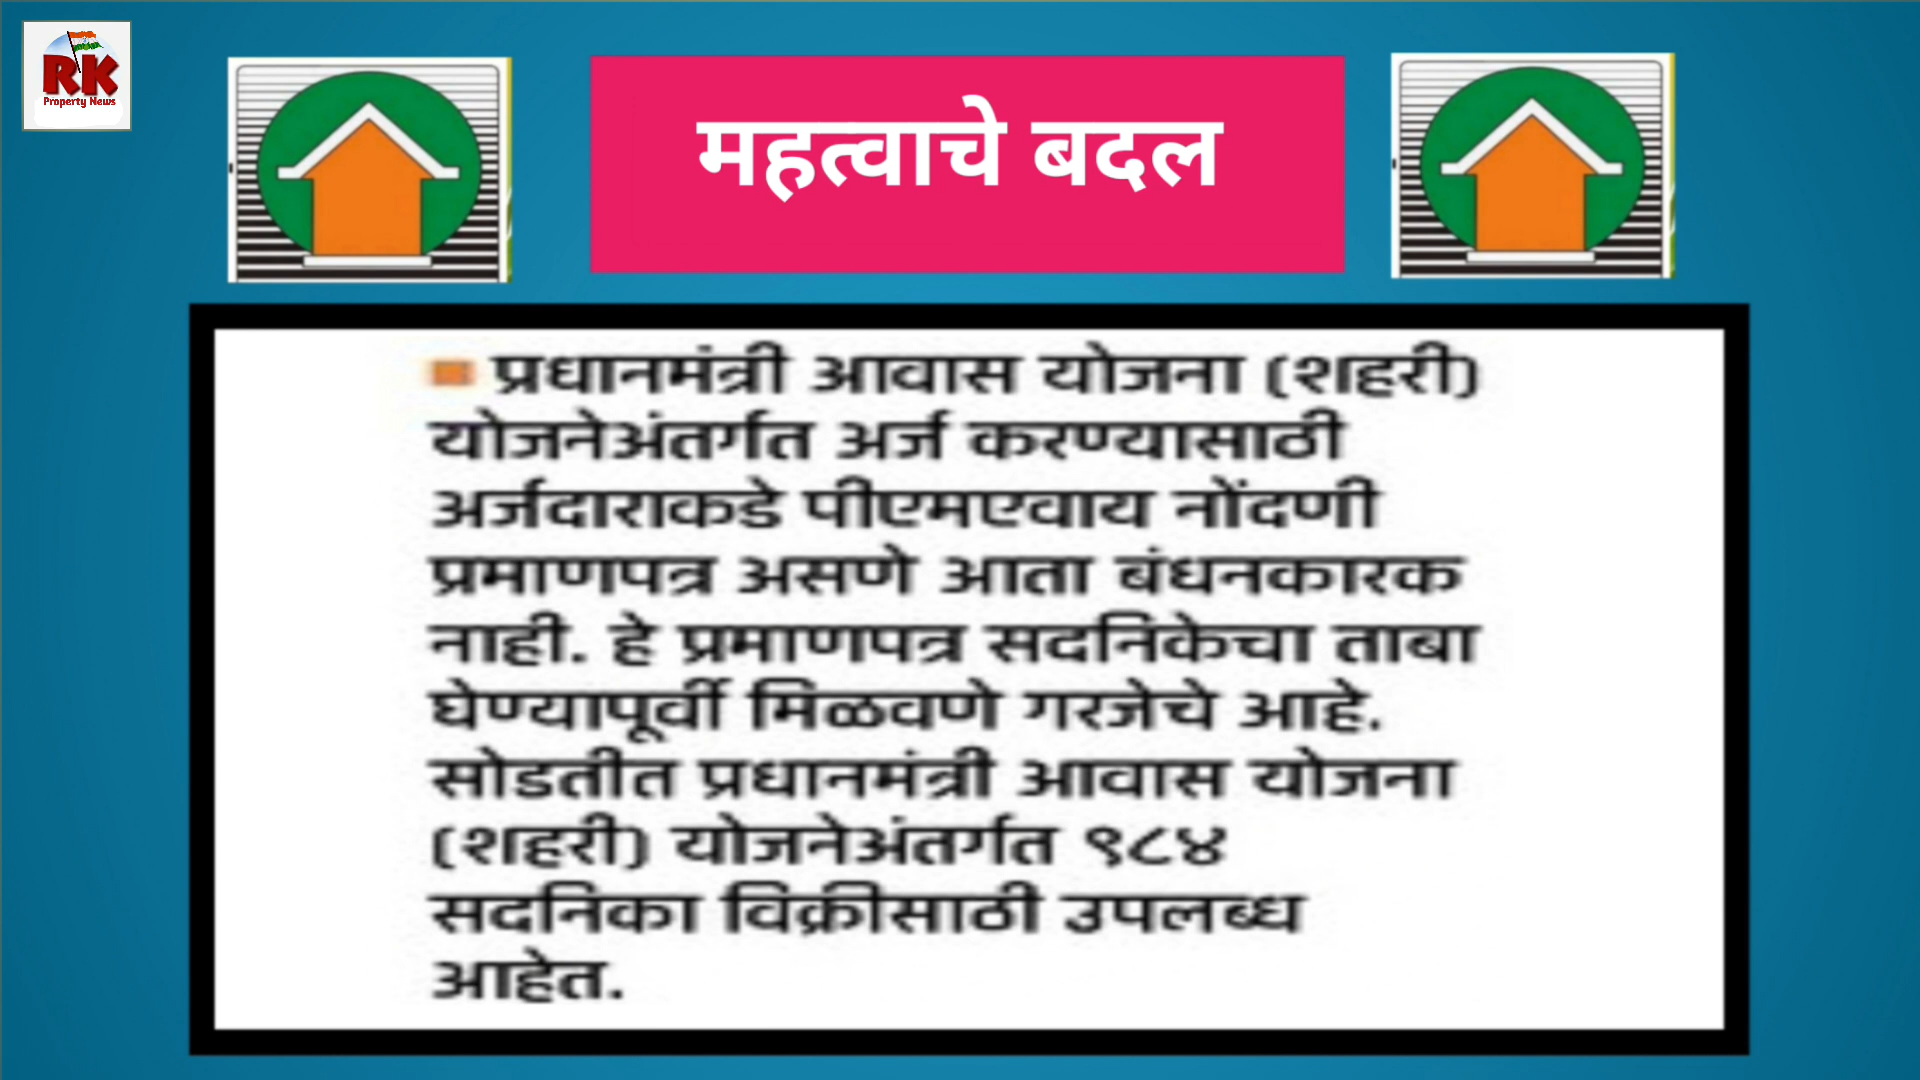 RK
Property News
महत्वाचे बदल
प्रधानमंत्री आवास योजना (शहरी)
योजनेअंतर्गत अर्ज करण्यासाठी
अर्जदाराकडे पीएमएवाय नोंदणी
प्रमाणपत्र असणे आता बंधनकारक
नाही. हे प्रमाणपत्र सदनिकेचा ताबा
घेण्यापूर्वी मिळवणे गरजेचे आहे.
सोडतीत प्रधानमंत्री आवास योजना
(शहरी) योजनेअंतर्गत ९८४
सदनिका विक्रीसाठी उपलब्ध
आहेत.